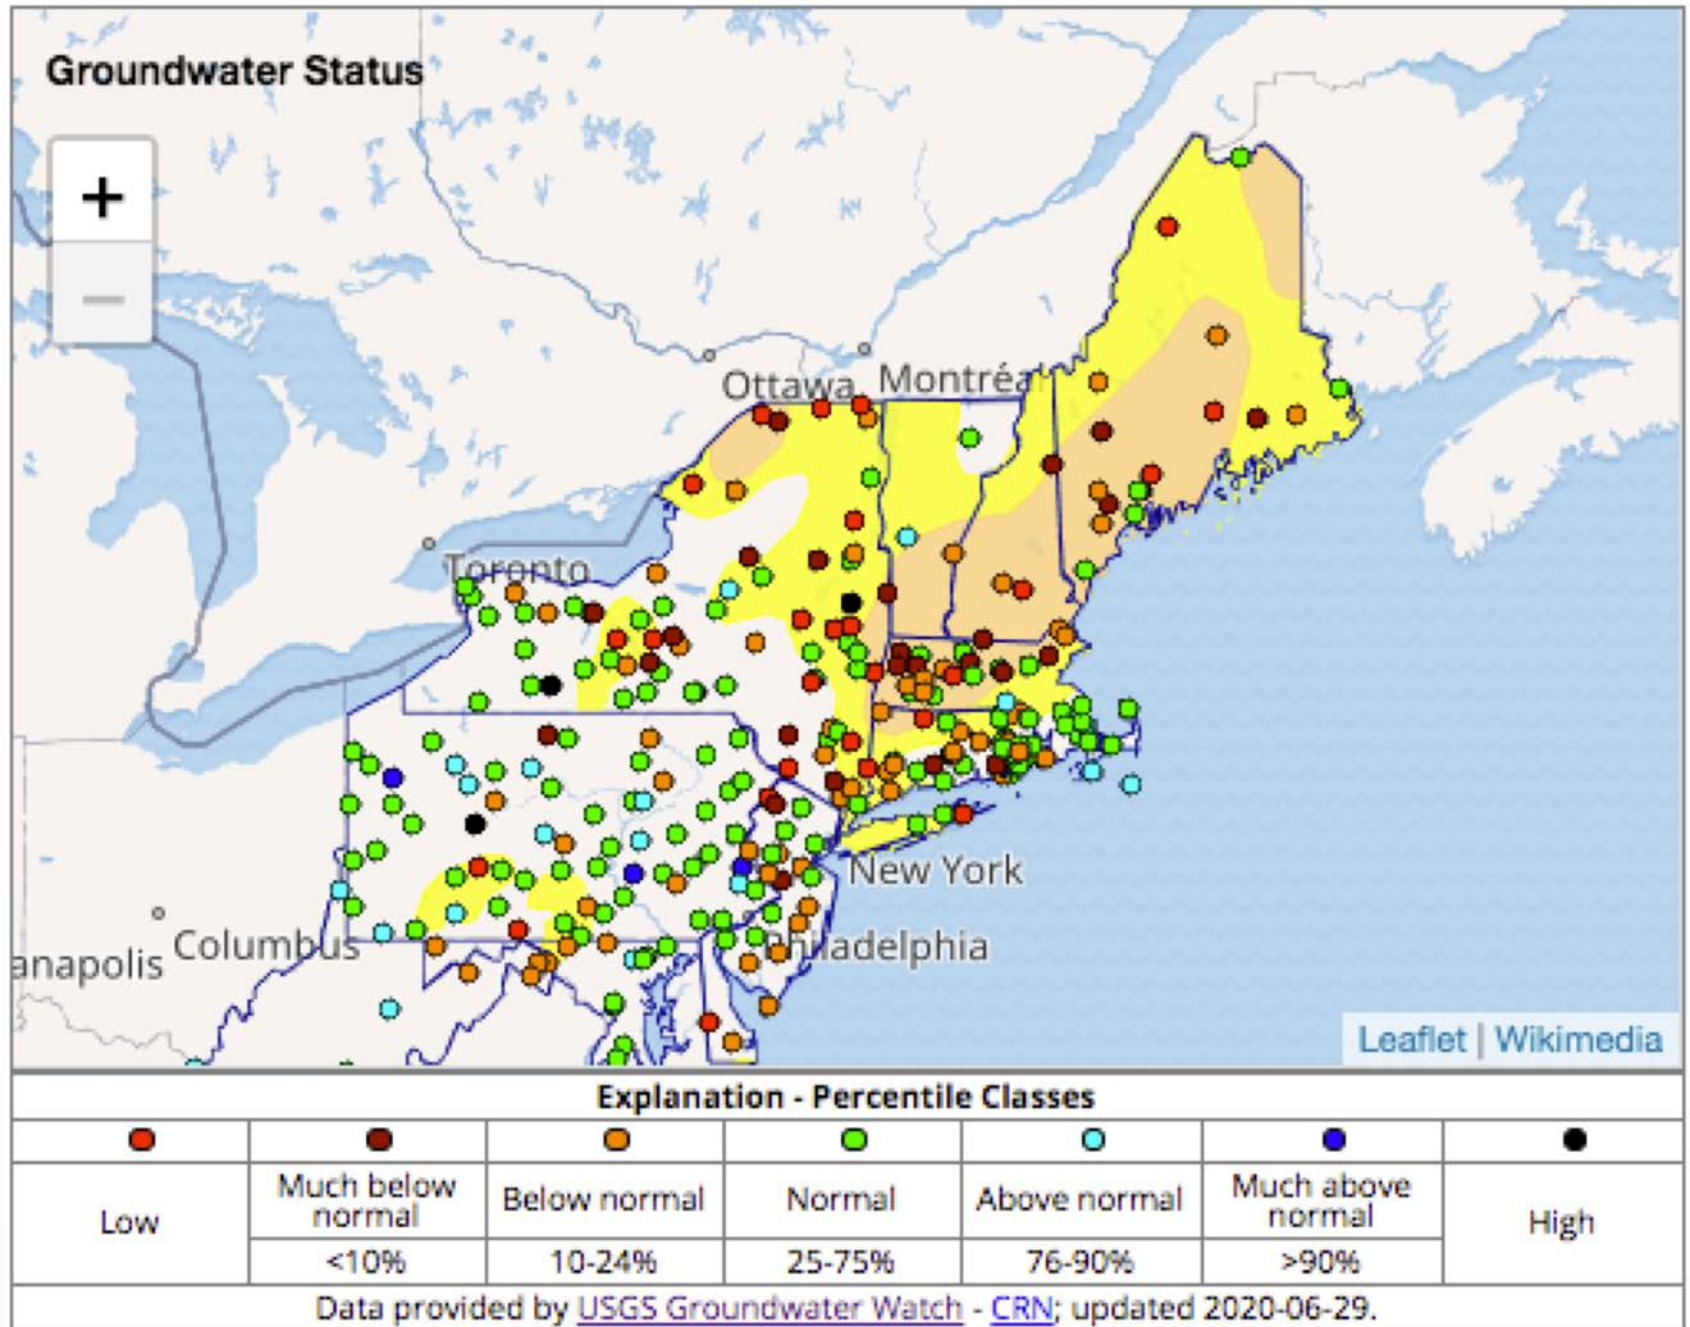 Groundwater Status
+
−
Ottawa
Montréal
Toronto
New York
Columbus
Philadelphia
anapolis
Leaflet | Wikimedia
Explanation - Percentile Classes
Low
Much below normal
Below normal
Normal
Above normal
Much above normal
High
<10%
10-24%
25-75%
76-90%
>90%
Data provided by USGS Groundwater Watch - CRN; updated 2020-06-29.